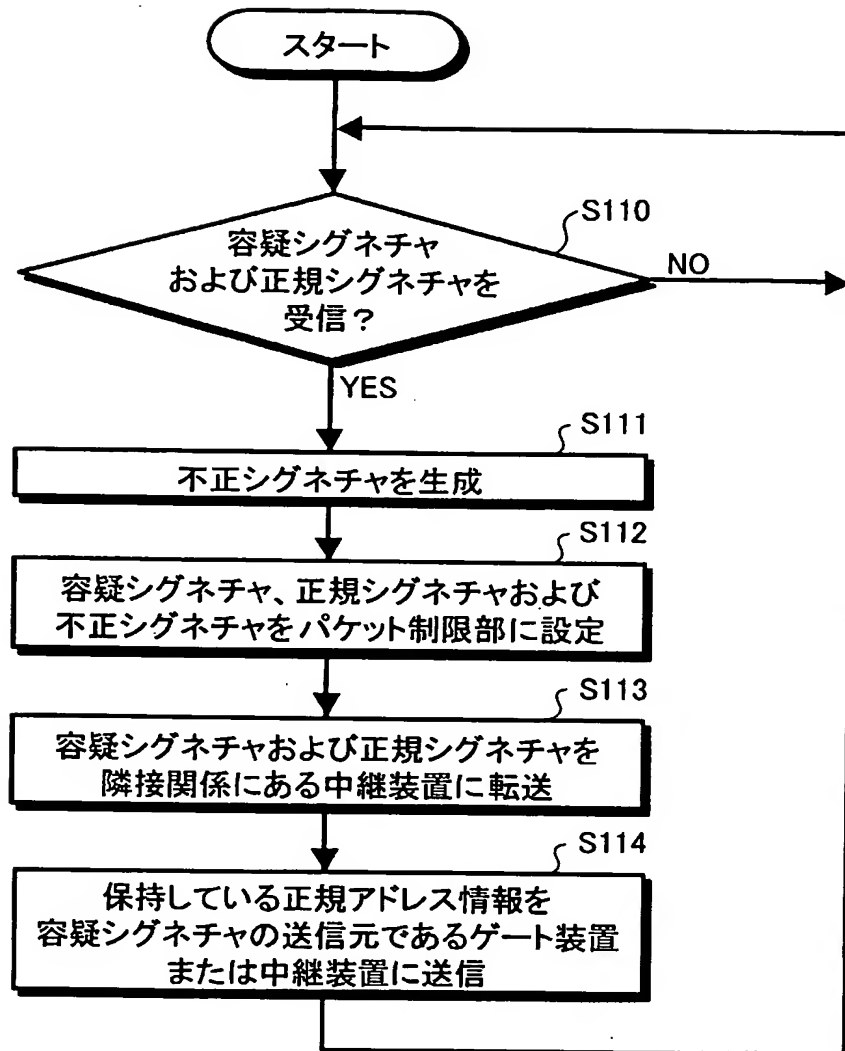 スタート
S110
容疑シグネチャ
および正規シグネチャを
受信？
NO
YES
S111
不正シグネチャを生成
S112
容疑シグネチャ、正規シグネチャおよび
不正シグネチャをパケット制限部に設定
S113
容疑シグネチャおよび正規シグネチャを
隣接関係にある中継装置に転送
S114
保持している正規アドレス情報を
容疑シグネチャの送信元であるゲート装置
または中継装置に送信